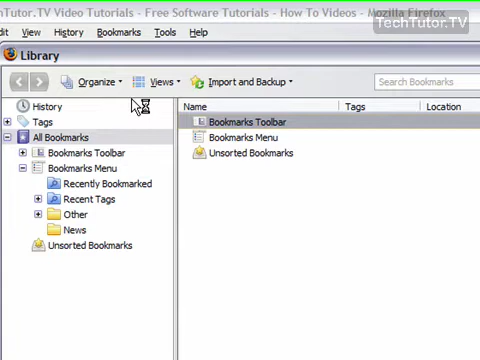 hTutor.TV Video Tutorials - Free Software Tutorials - How To Videos - Mozilla Firefox
TechTutor.TV
dit View History Bookmarks Tools Help
Library
Organize Views Import and Backup Search Bookmarks
Name Tags Location
History
Tags
All Bookmarks
Bookmarks Toolbar
Bookmarks Menu
Recently Bookmarked
Recent Tags
Other
News
Unsorted Bookmarks
Bookmarks Toolbar
Bookmarks Menu
Unsorted Bookmarks